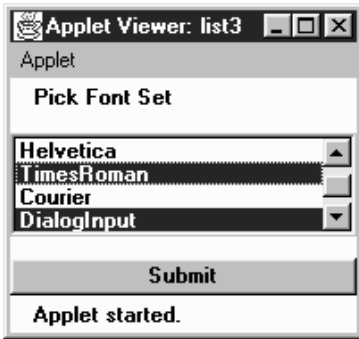 Applet Viewer: list3
Applet
Pick Font Set
Helvetica
TimesRoman
Courier
DialogInput
Submit
Applet started.